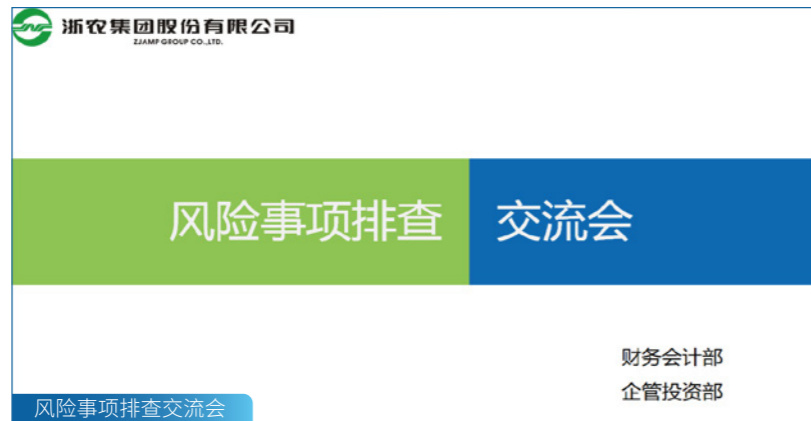 浙农集团股份有限公司
ZJAMP GROUP CO.,LTD.
风险事项排查 交流会
财务会计部
企管投资部
风险事项排查交流会